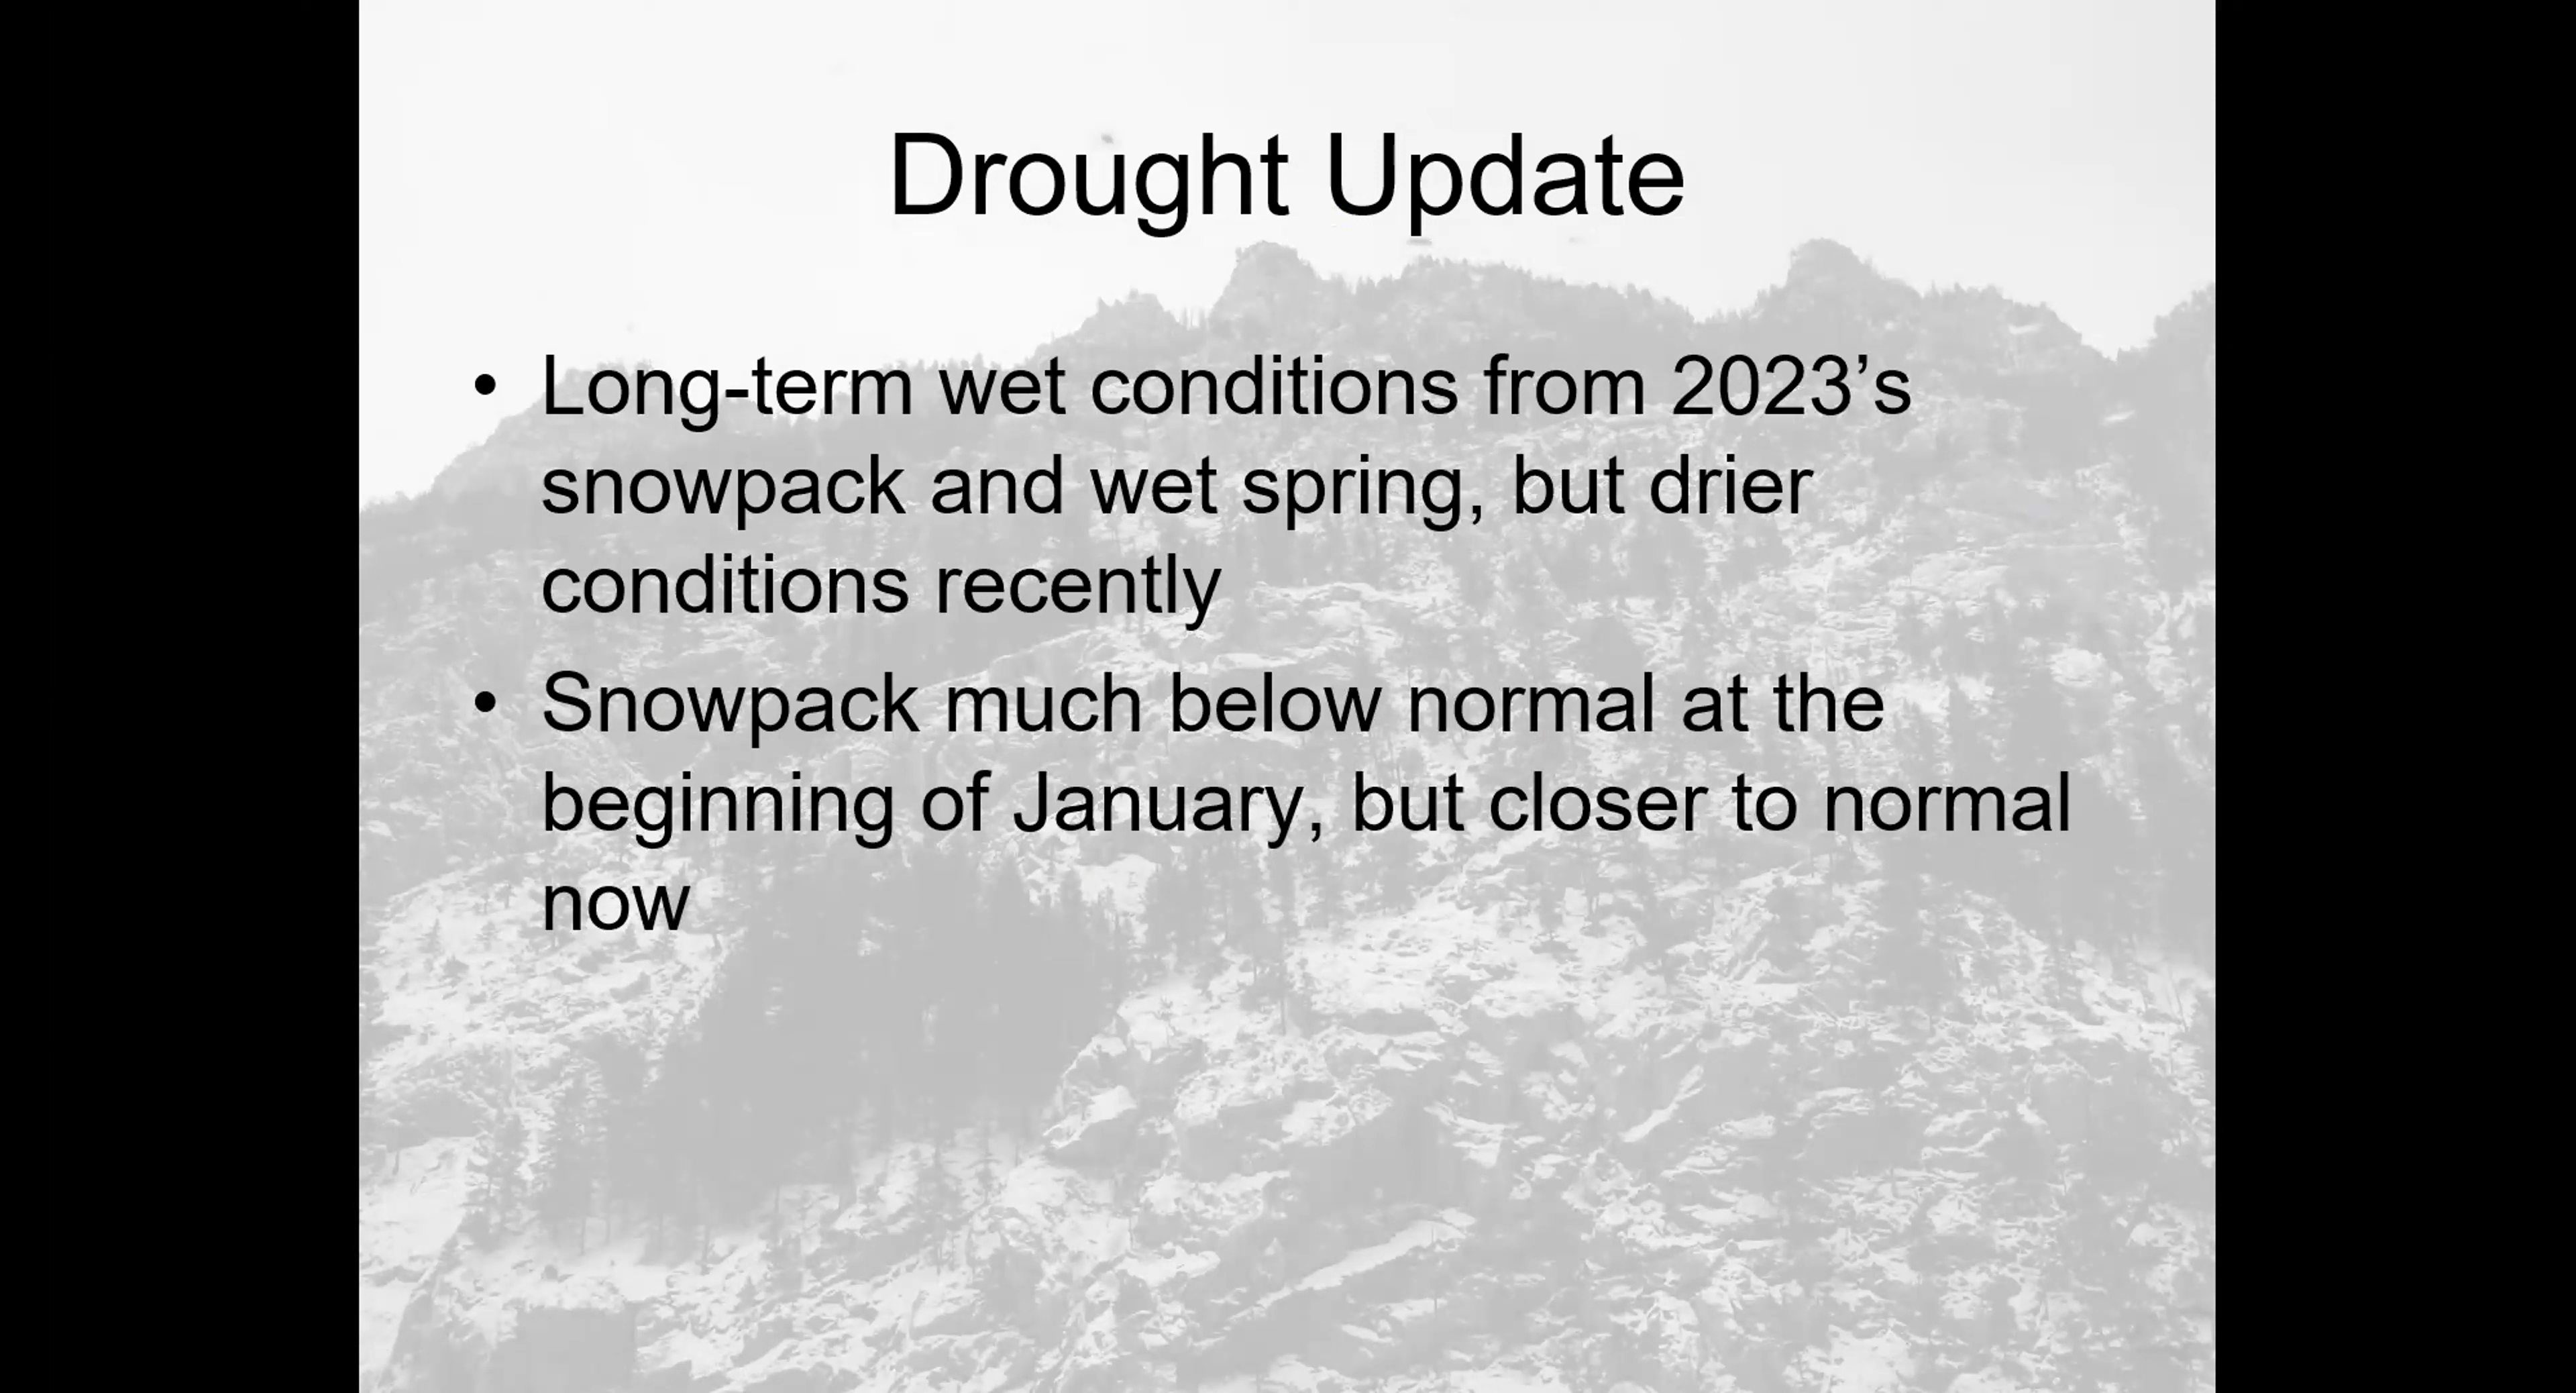 Drought Update
• Long-term wet conditions from 2023’s
snowpack and wet spring, but drier
conditions recently
• Snowpack much below normal at the
beginning of January, but closer to normal
now